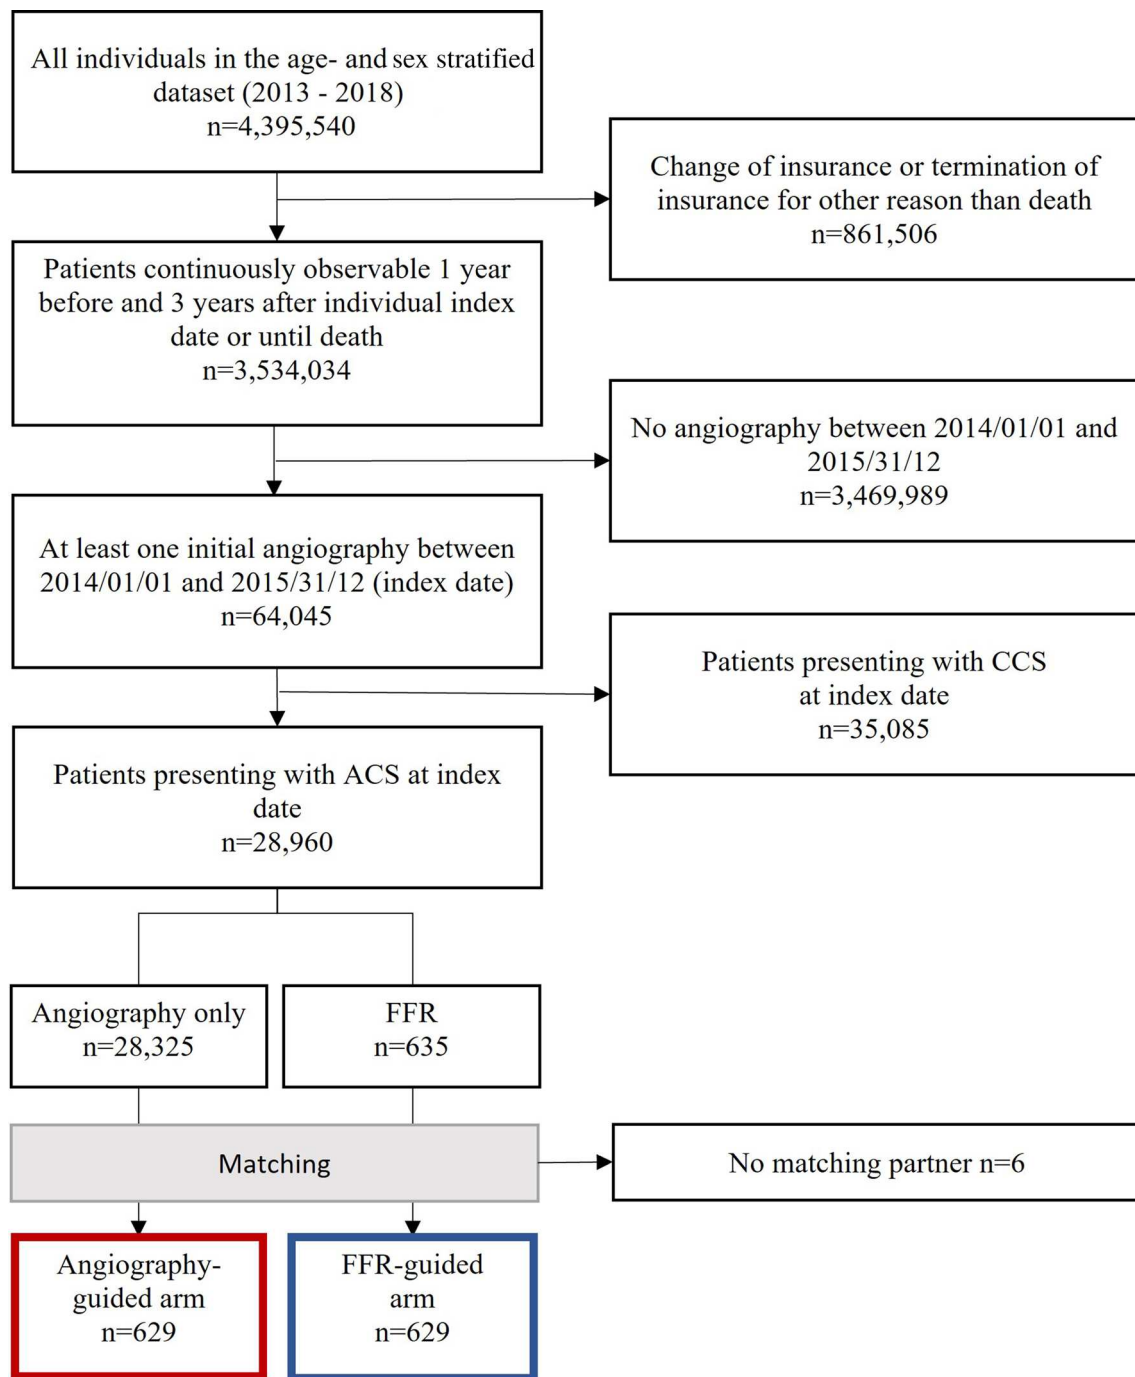 All individuals in the age- and sex stratified
dataset (2013 - 2018)
n=4,395,540
Change of insurance or termination of
insurance for other reason than death
n=861,506
Patients continuously observable 1 year
before and 3 years after individual index
date or until death
n=3,534,034
No angiography between 2014/01/01 and
2015/31/12
n=3,469,989
At least one initial angiography between
2014/01/01 and 2015/31/12 (index date)
n=64,045
Patients presenting with CCS
at index date
n=35,085
Patients presenting with ACS at index
date
n=28,960
Angiography only
n=28,325
FFR
n=635
Matching
No matching partner n=6
Angiography-
guided arm
n=629
FFR-guided
arm
n=629